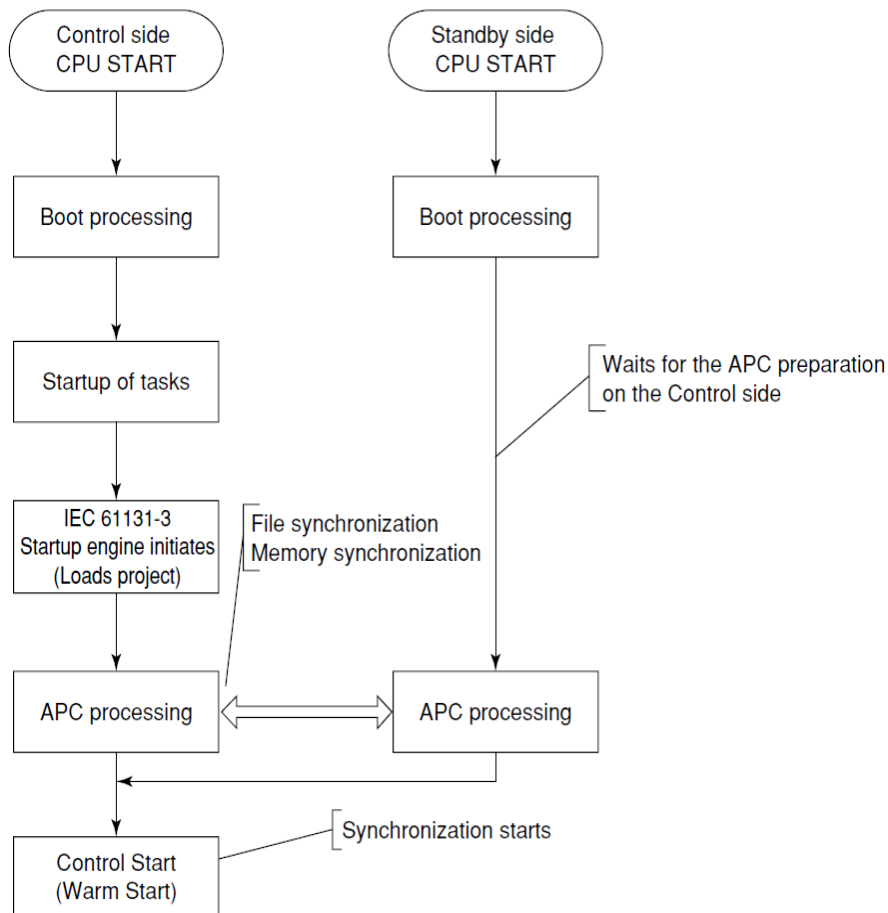 Control side
CPU START
Standby side
CPU START
Boot processing
Boot processing
Startup of tasks
Waits for the APC preparation
on the Control side
IEC 61131-3
Startup engine initiates
(Loads project)
File synchronization
Memory synchronization
APC processing
APC processing
Synchronization starts
Control Start
(Warm Start)